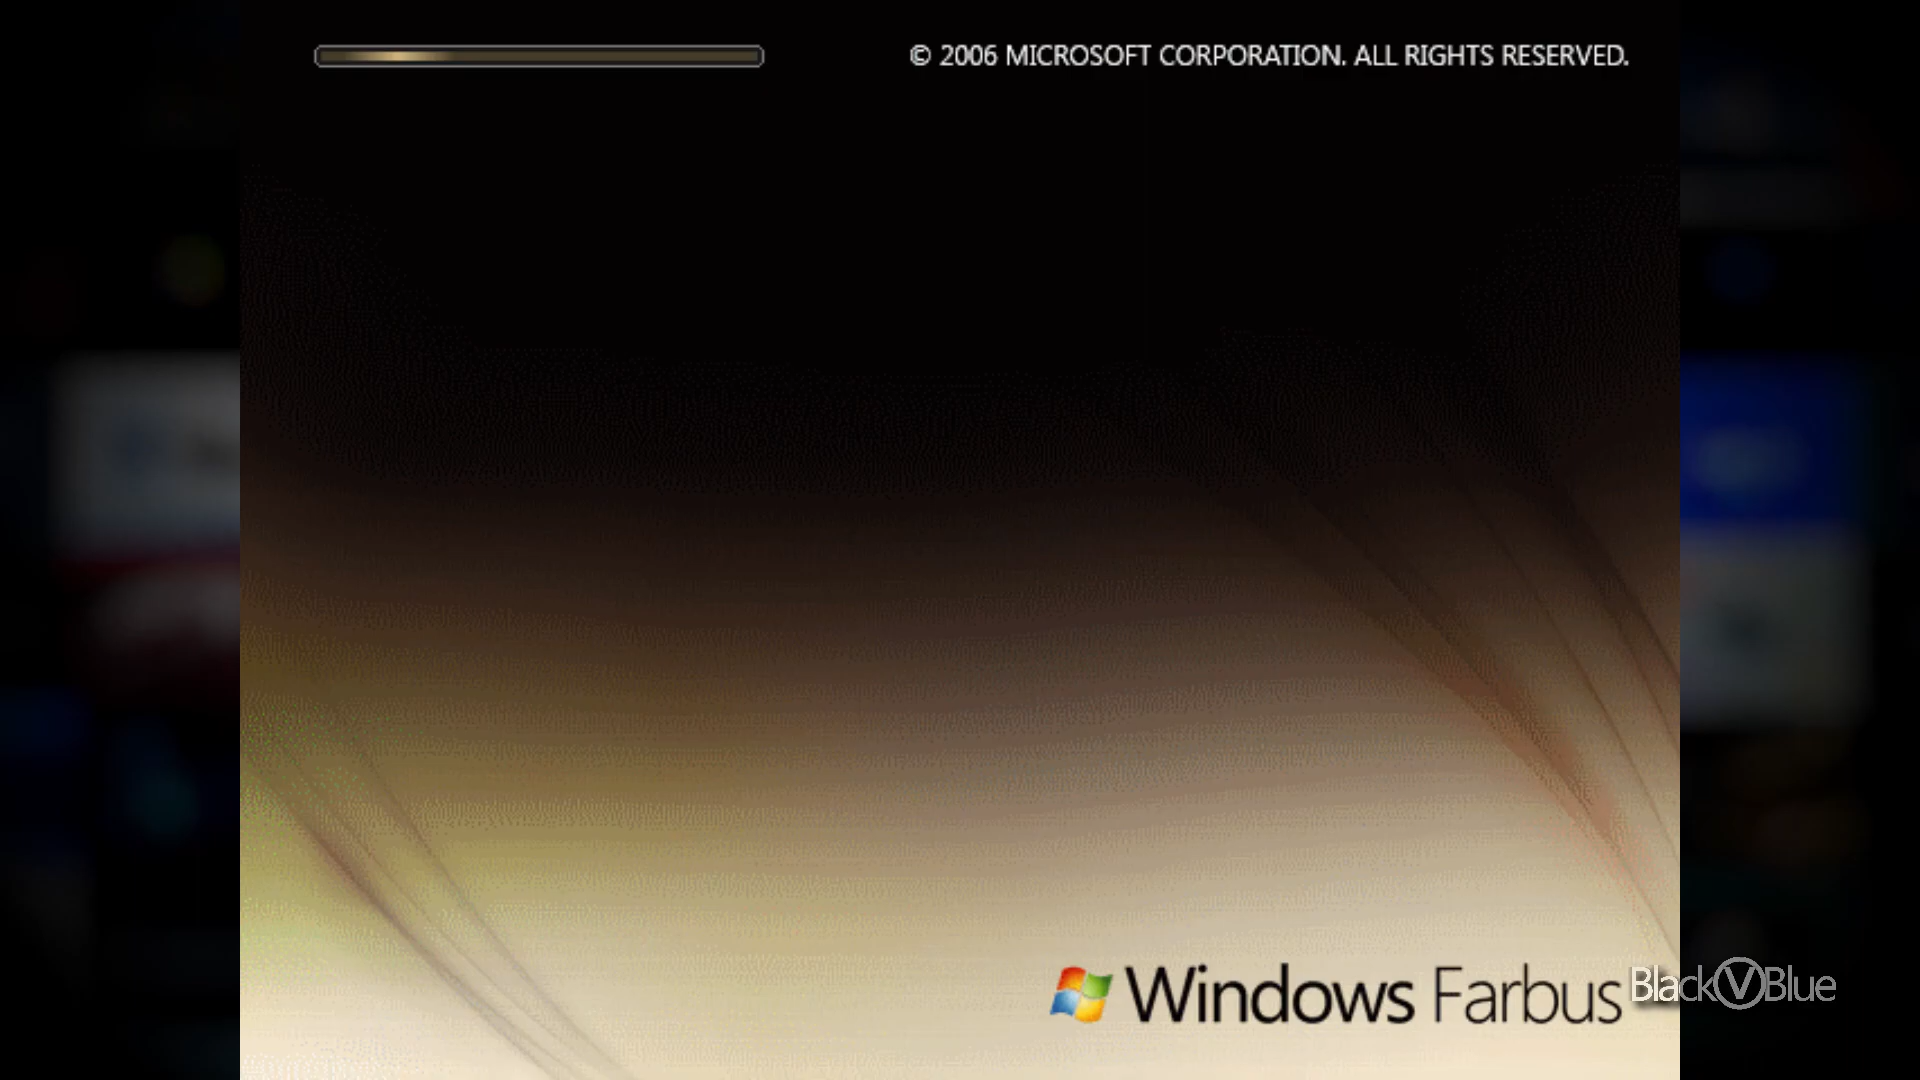 © 2006 MICROSOFT CORPORATION. ALL RIGHTS RESERVED.
Windows Farbus
BlackVBlue